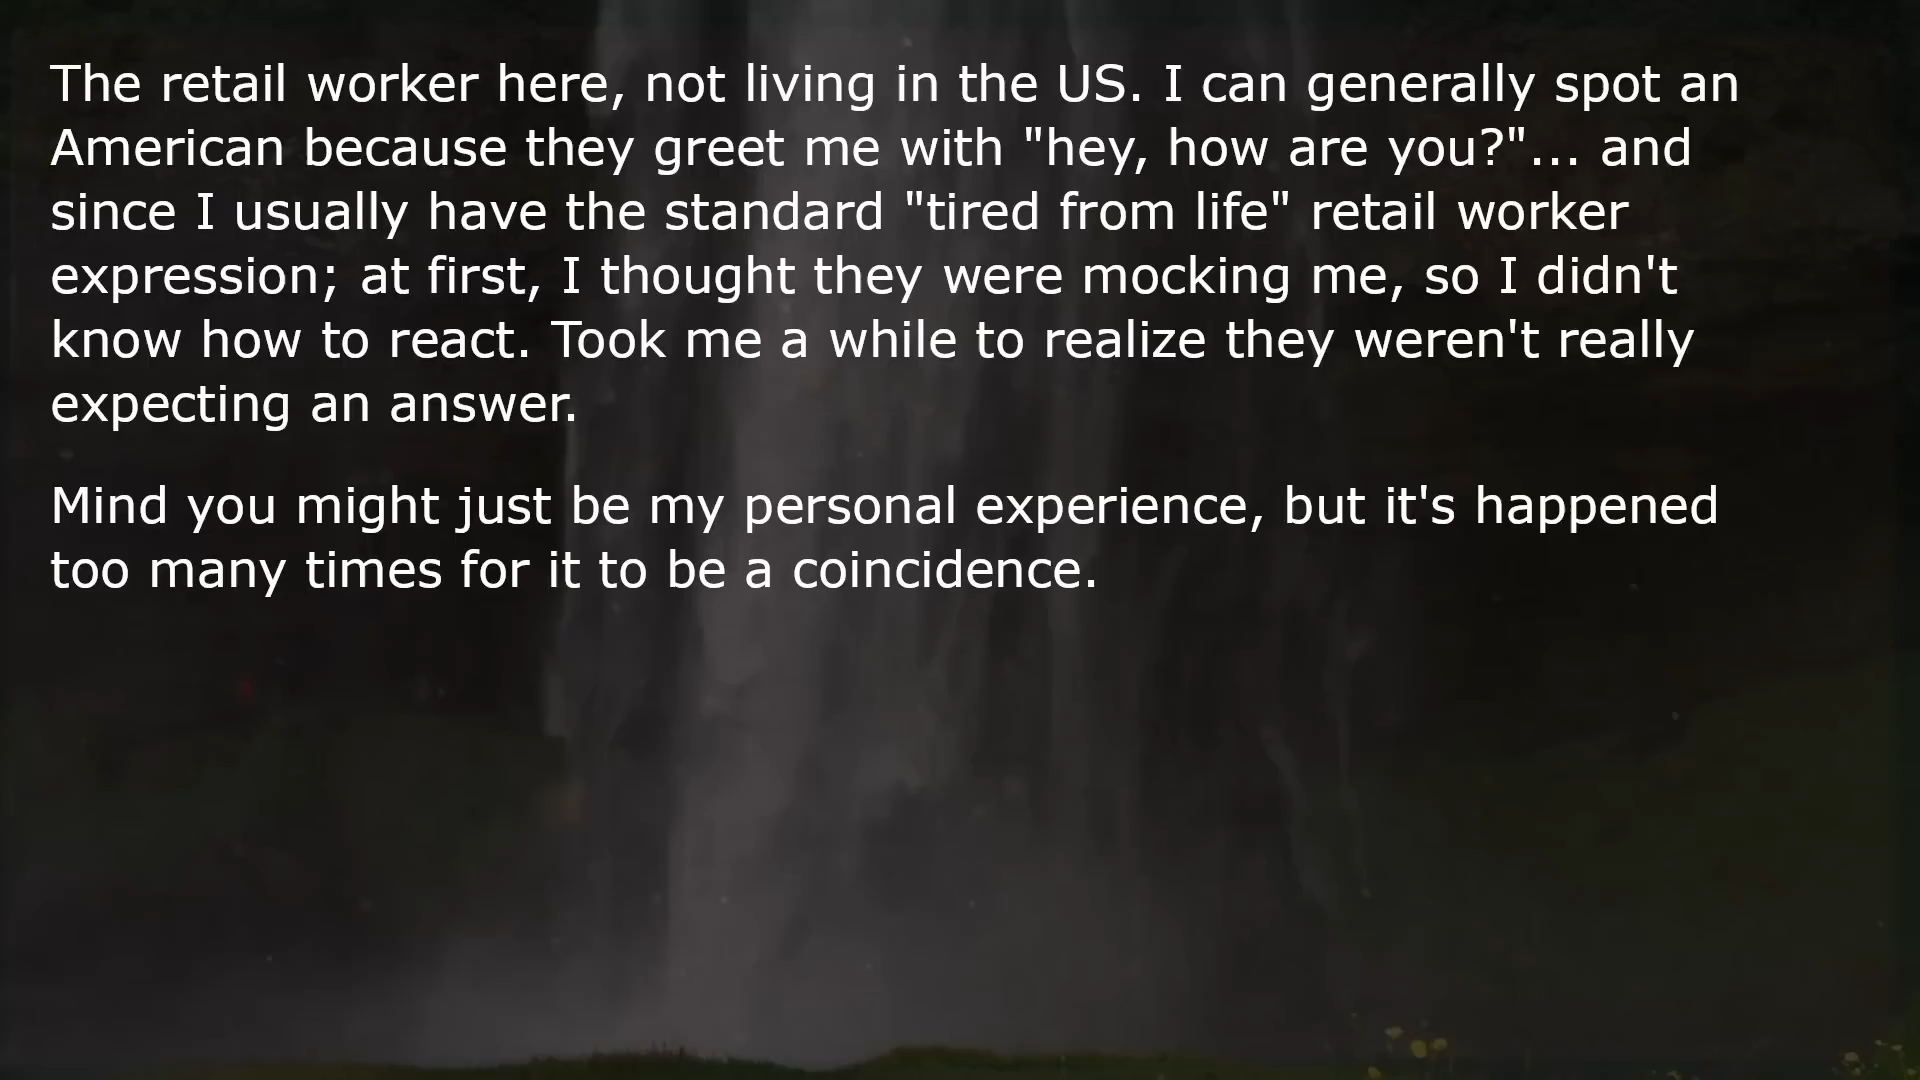 The retail worker here, not living in the US. I can generally spot an
American because they greet me with "hey, how are you?"... and
since I usually have the standard "tired from life" retail worker
expression; at first, I thought they were mocking me, so I didn't
know how to react. Took me a while to realize they weren't really
expecting an answer.
Mind you might just be my personal experience, but it's happened
too many times for it to be a coincidence.